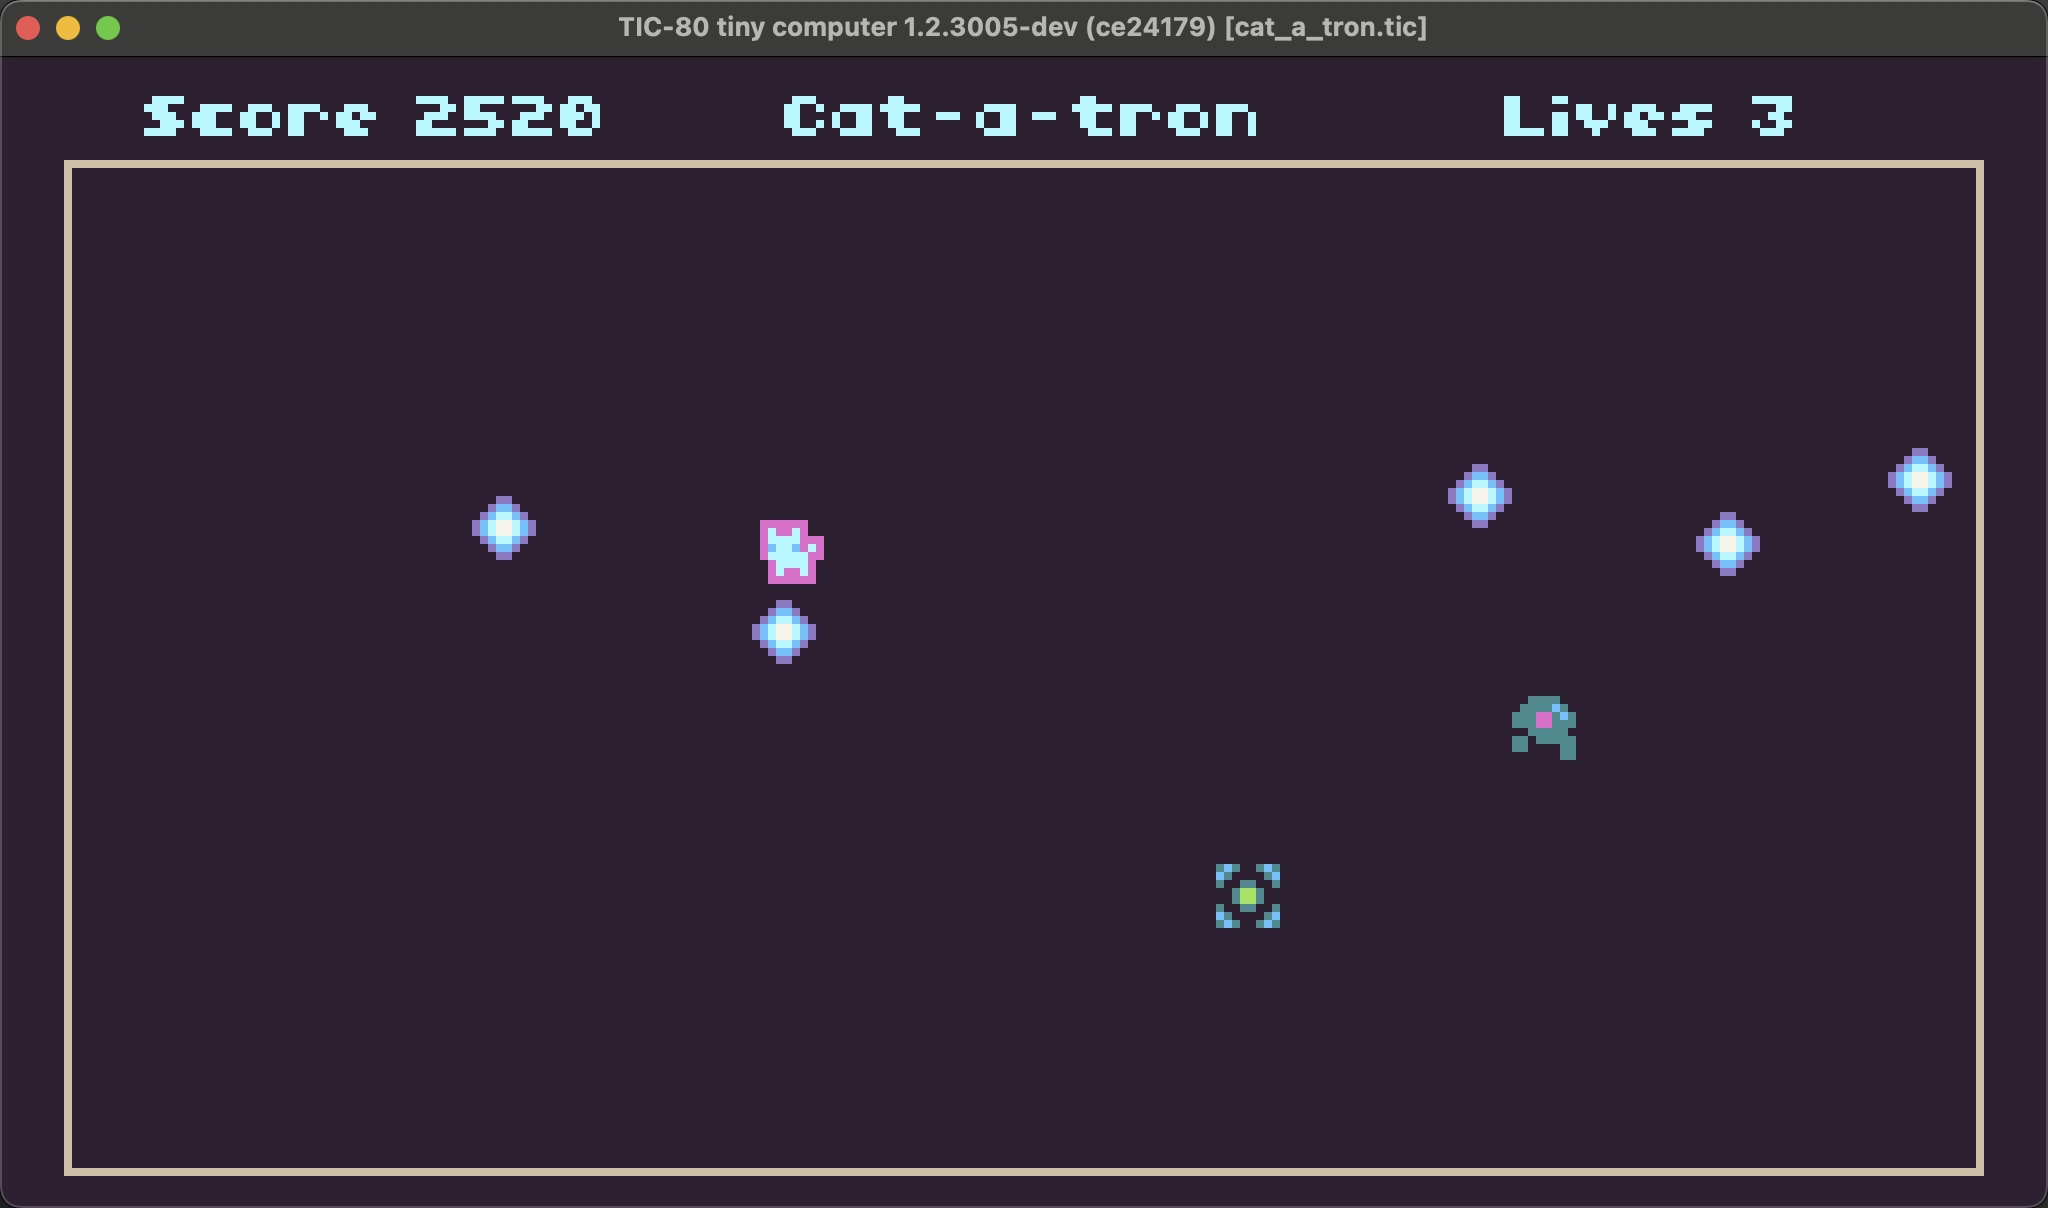 TIC-80 tiny computer 1.2.3005-dev (ce24179) [cat_a_tron.tic]
Score 2520 Cat-a-tron Lives 3